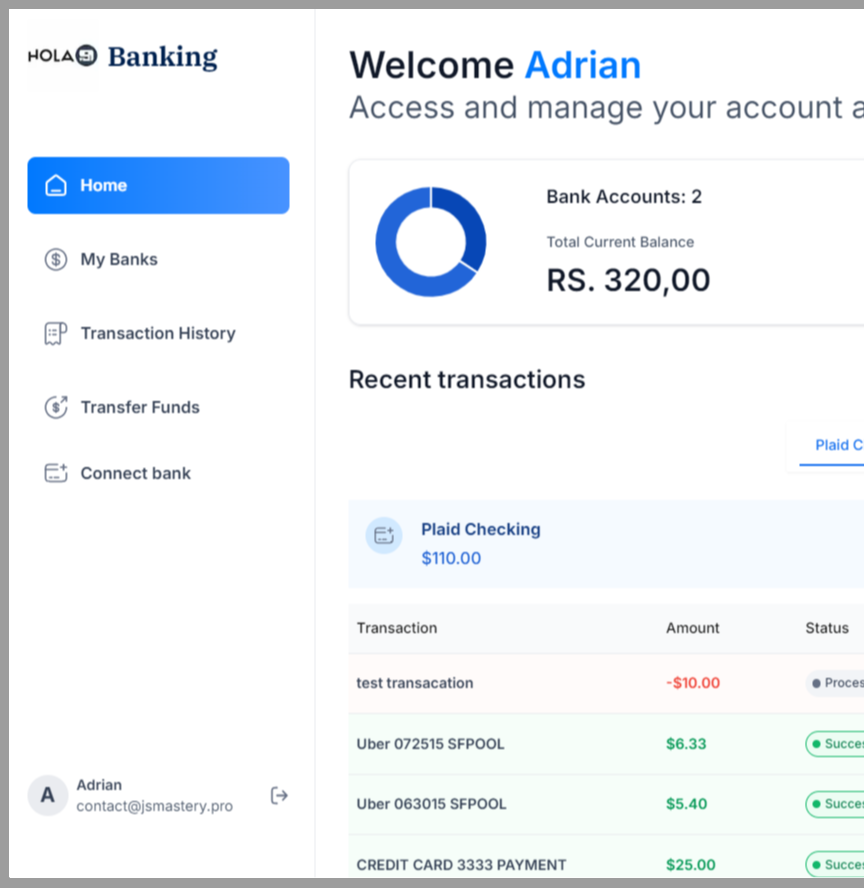 HOLA Banking
Home
My Banks
Transaction History
Transfer Funds
Connect bank
A
Adrian
contact@jsmastery.pro
Welcome Adrian
Access and manage your account a
Bank Accounts: 2
Total Current Balance
RS. 320,00
Recent transactions
Plaid C
Plaid Checking
$110.00
Transaction Amount Status
test transacation -$10.00 Proces
Uber 072515 SFPOOL $6.33 Succes
Uber 063015 SFPOOL $5.40 Succes
CREDIT CARD 3333 PAYMENT $25.00 Succes